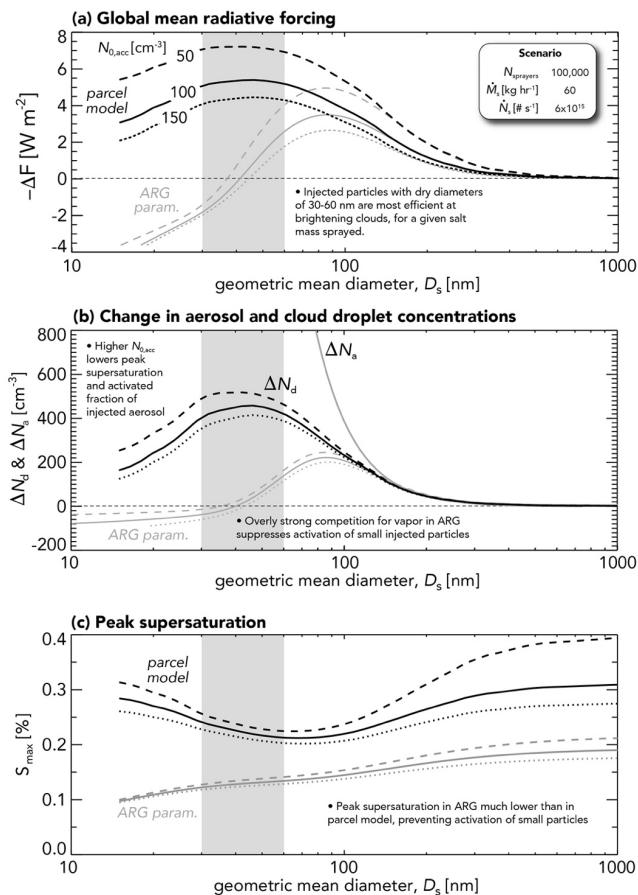 (a) Global mean radiative forcing
8
6
4
2
0
-2
-4
−ΔF [W m⁻²]
N₀,acc [cm⁻³]
50
parcel
model
100
150
ARG
param.
Scenario
Nsprayers 100,000
Ṁₛ [kg hr⁻¹] 60
Ṅₛ [# s⁻¹] 6x10¹⁵
• Injected particles with dry diameters
of 30-60 nm are most efficient at
brightening clouds, for a given salt
mass sprayed.
10 100 1000
geometric mean diameter, Dₛ [nm]
(b) Change in aerosol and cloud droplet concentrations
800
600
400
200
0
-200
ΔN_d & ΔNₐ [cm⁻³]
• Higher N₀,acc
lowers peak
supersaturation
and activated
fraction of
injected aerosol
ΔNₐ
ΔN_d
ARG param.
• Overly strong competition for vapor in ARG
suppresses activation of small injected particles
10 100 1000
geometric mean diameter, Dₛ [nm]
(c) Peak supersaturation
0.4
0.3
0.2
0.1
0.0
Smax [%]
parcel
model
ARG param.
• Peak supersaturation in ARG much lower than in
parcel model, preventing activation of small particles
10 100 1000
geometric mean diameter, Dₛ [nm]